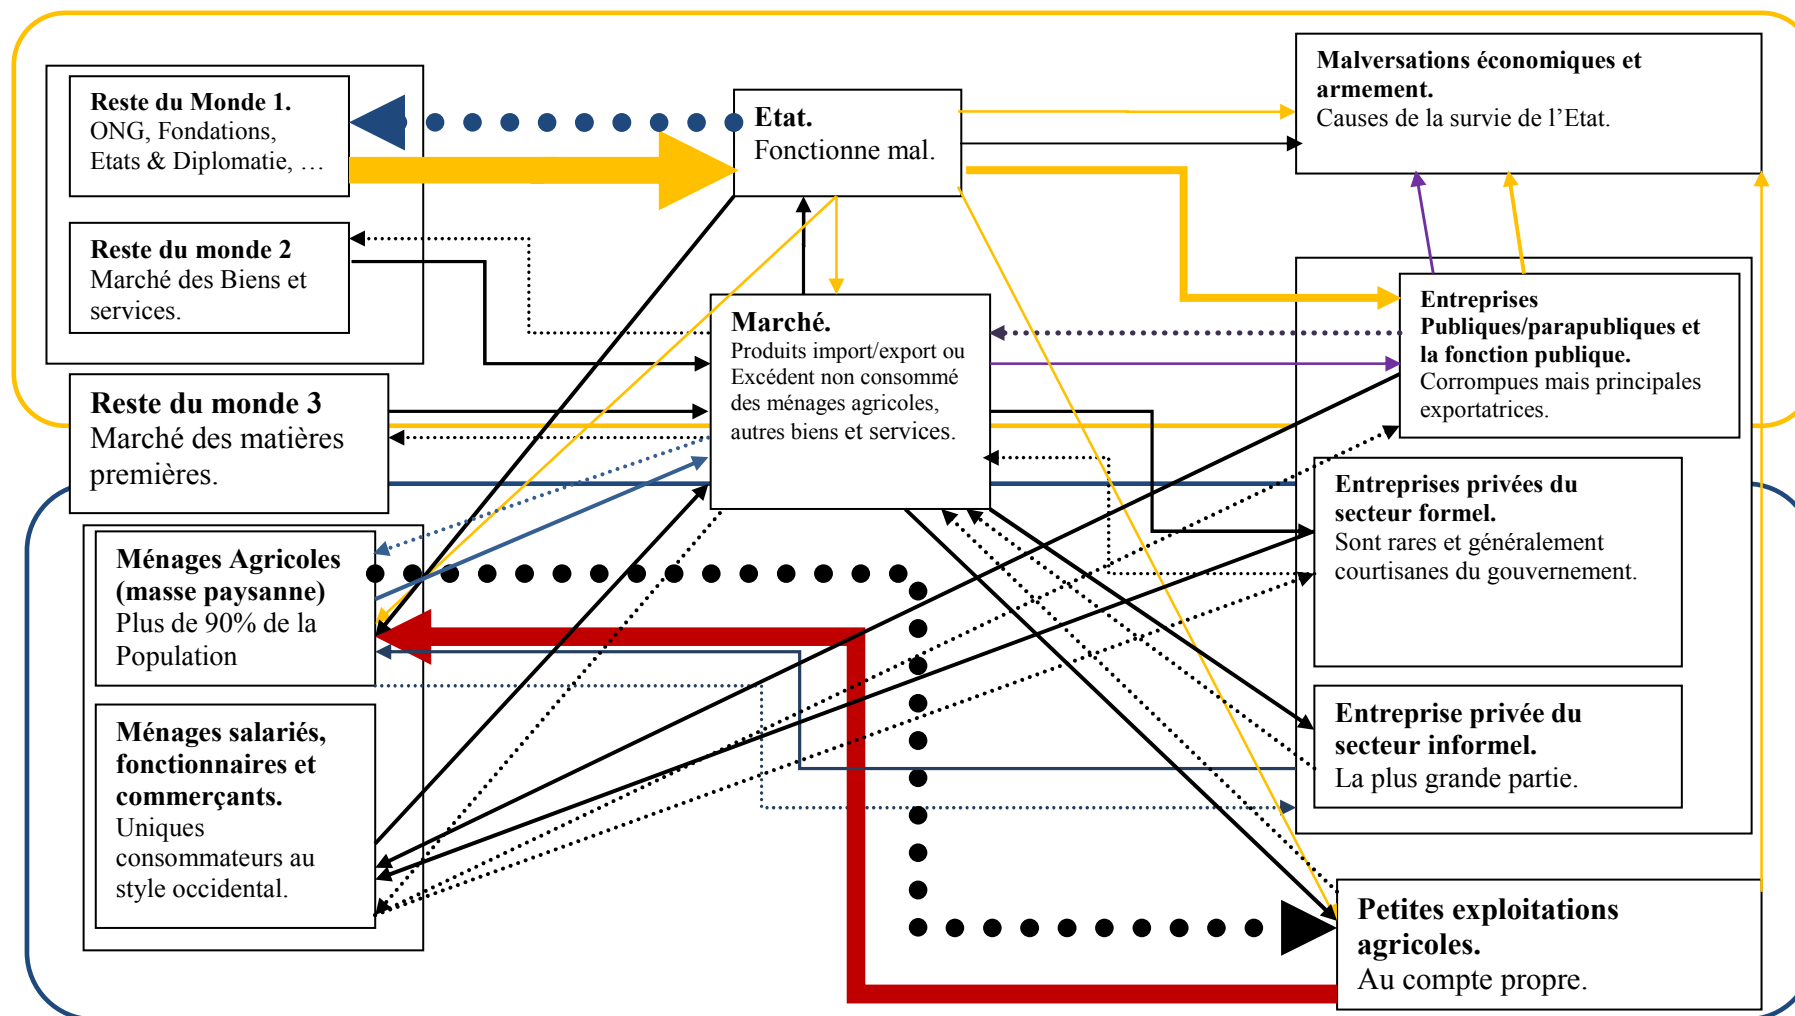 Reste du Monde 1.
ONG, Fondations,
Etats & Diplomatie, …
Reste du monde 2
Marché des Biens et
services.
Reste du monde 3
Marché des matières
premières.
Ménages Agricoles
(masse paysanne)
Plus de 90% de la
Population
Ménages salariés,
fonctionnaires et
commerçants.
Uniques
consommateurs au
style occidental.
Etat.
Fonctionne mal.
Marché.
Produits import/export ou
Excédent non consommé
des ménages agricoles,
autres biens et services.
Malversations économiques et
armement.
Causes de la survie de l’Etat.
Entreprises
Publiques/parapubliques et
la fonction publique.
Corrompues mais principales
exportatrices.
Entreprises privées du
secteur formel.
Sont rares et généralement
courtisanes du gouvernement.
Entreprise privée du
secteur informel.
La plus grande partie.
Petites exploitations
agricoles.
Au compte propre.